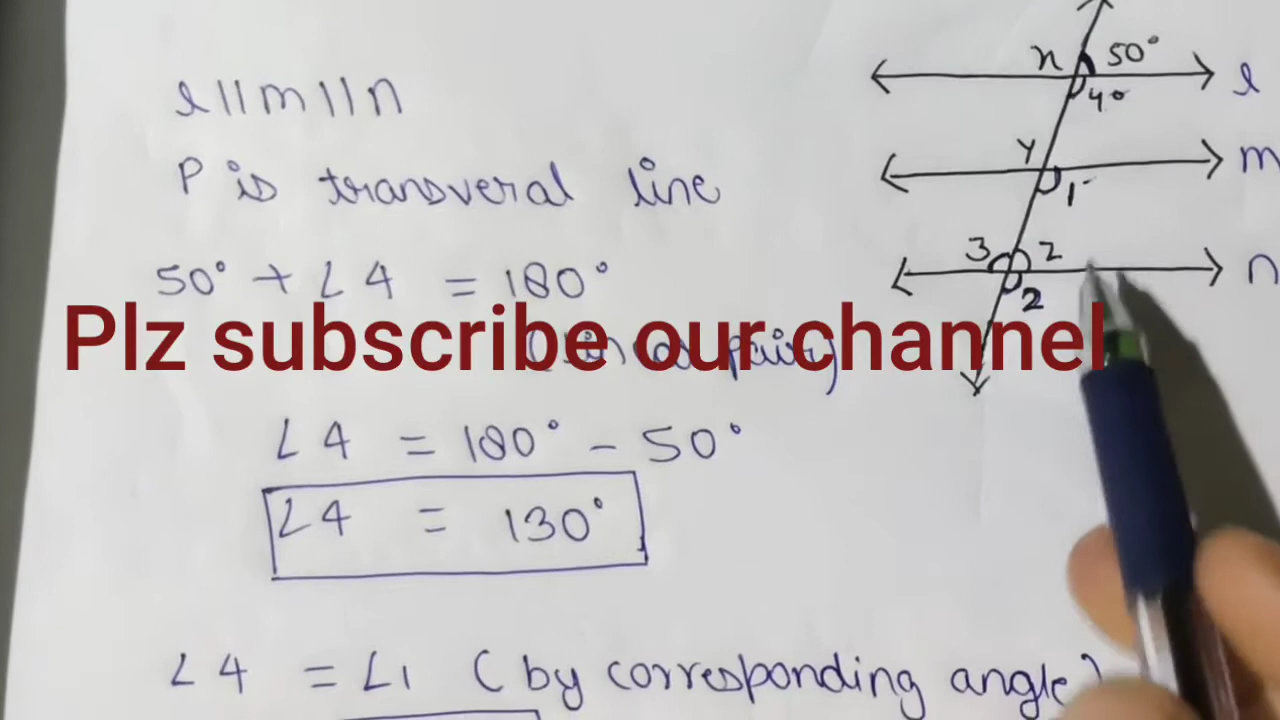 l || m || n
P is transveral line
50° + ∠4 = 180°
Plz subscribe our channel
∠4 = 180° - 50°
∠4 = 130°
∠4 = ∠1 (by corresponding angle)
x 50° l
4
y m
1
3 2 n
2